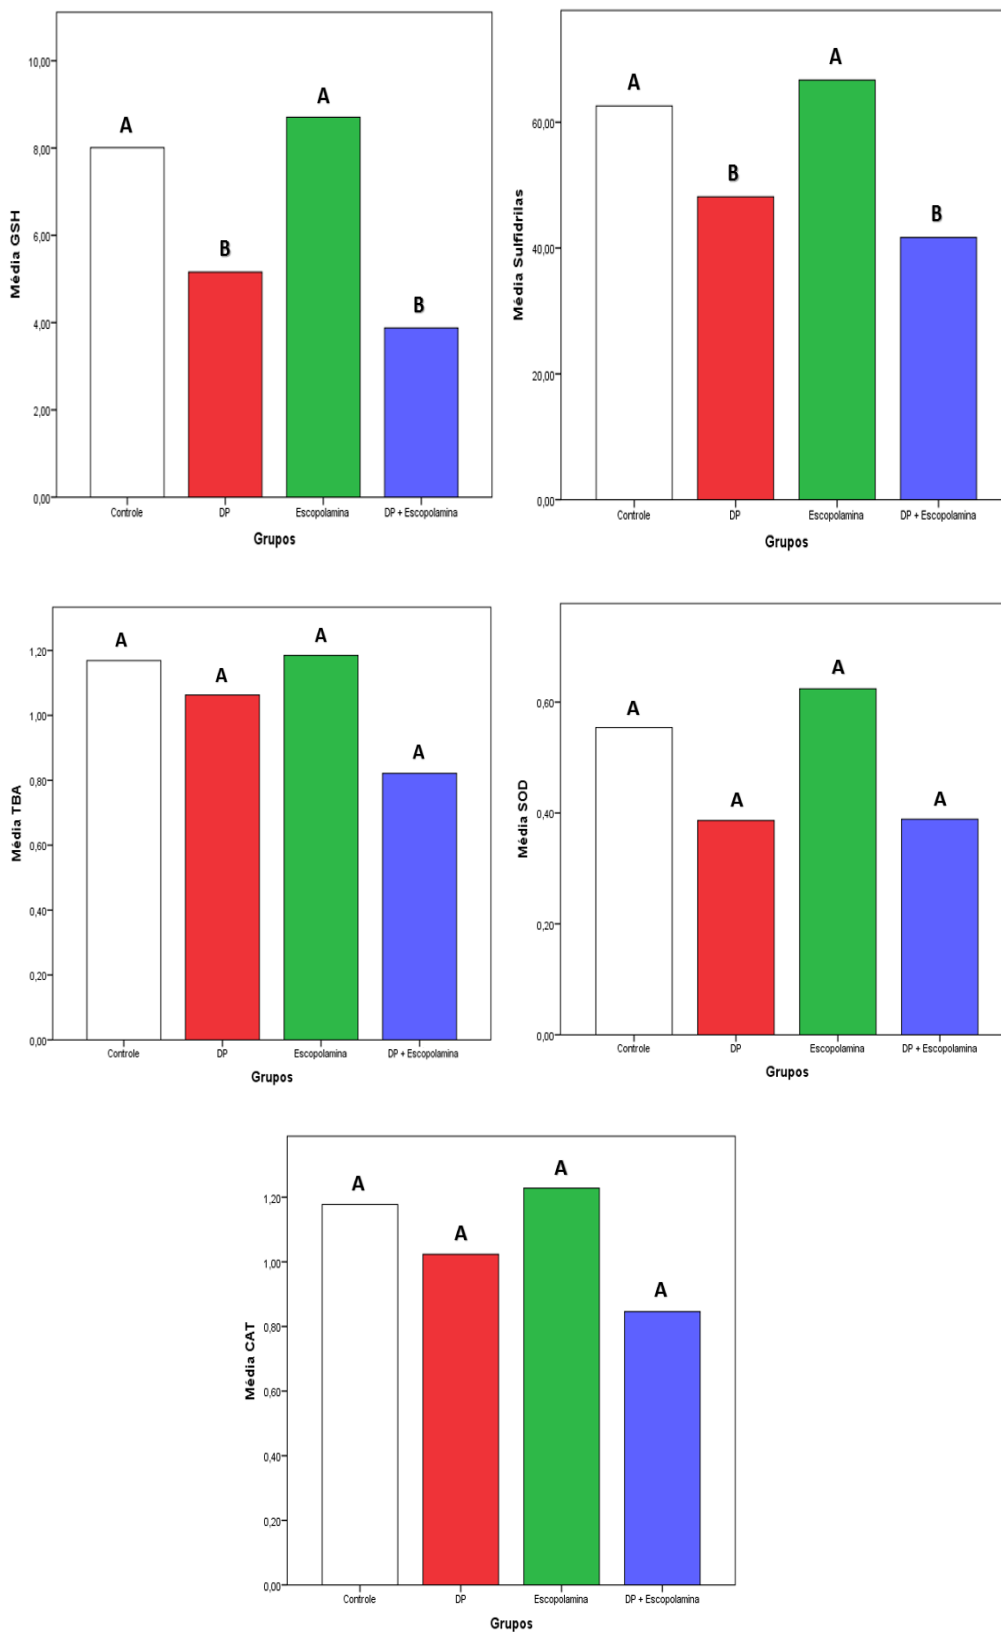 Média GSH
10,00
8,00
6,00
4,00
2,00
0,00
A
B
A
B
Controle
DP
Escopolamina
DP + Escopolamina
Grupos
Média Sulfidrilas
60,00
40,00
20,00
0,00
A
B
A
B
Controle
DP
Escopolamina
DP + Escopolamina
Grupos
Média TBA
1,20
1,00
0,80
0,60
0,40
0,20
0,00
A
A
A
A
Controle
DP
Escopolamina
DP + Escopolamina
Grupos
Média SOD
0,60
0,40
0,20
0,00
A
A
A
A
Controle
DP
Escopolamina
DP + Escopolamina
Grupos
Média CAT
1,20
1,00
0,80
0,60
0,40
0,20
0,00
A
A
A
A
Controle
DP
Escopolamina
DP + Escopolamina
Grupos